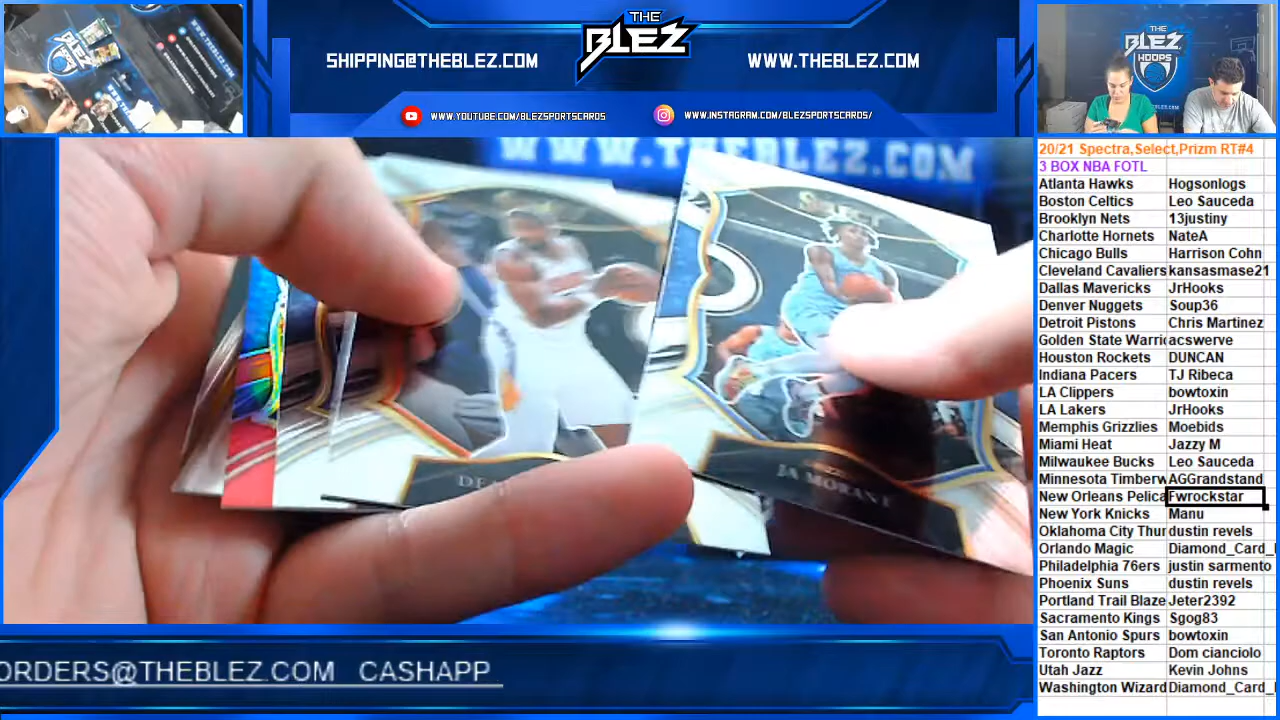 SHIPPING@THEBLEZ.COM
THE
BLEZ
WWW.THEBLEZ.COM
WWW.YOUTUBE.COM/BLEZSPORTSCARDS
WWW.INSTAGRAM.COM/BLEZSPORTSCARDS/
THE
BLEZ
HOOPS
WWW.THEBLEZ.COM
SELECT
JA MORANT
20/21 Spectra,Select,Prizm RT#4
3 BOX NBA FOTL
Atlanta Hawks Hogsonlogs
Boston Celtics Leo Sauceda
Brooklyn Nets 13justiny
Charlotte Hornets NateA
Chicago Bulls Harrison Cohn
Cleveland Cavaliers kansasmase21
Dallas Mavericks JrHooks
Denver Nuggets Soup36
Detroit Pistons Chris Martinez
Golden State Warri acswerve
Houston Rockets DUNCAN
Indiana Pacers TJ Ribeca
LA Clippers bowtoxin
LA Lakers JrHooks
Memphis Grizzlies Moebids
Miami Heat Jazzy M
Milwaukee Bucks Leo Sauceda
Minnesota Timberw AGGrandstand
New Orleans Pelica Fwrockstar
New York Knicks Manu
Oklahoma City Thun dustin revels
Orlando Magic Diamond_Card_
Philadelphia 76ers justin sarmento
Phoenix Suns dustin revels
Portland Trail Blaze Jeter2392
Sacramento Kings Sgog83
San Antonio Spurs bowtoxin
Toronto Raptors Dom cianciolo
Utah Jazz Kevin Johns
Washington Wizard Diamond_Card_
ORDERS@THEBLEZ.COM CASHAPP